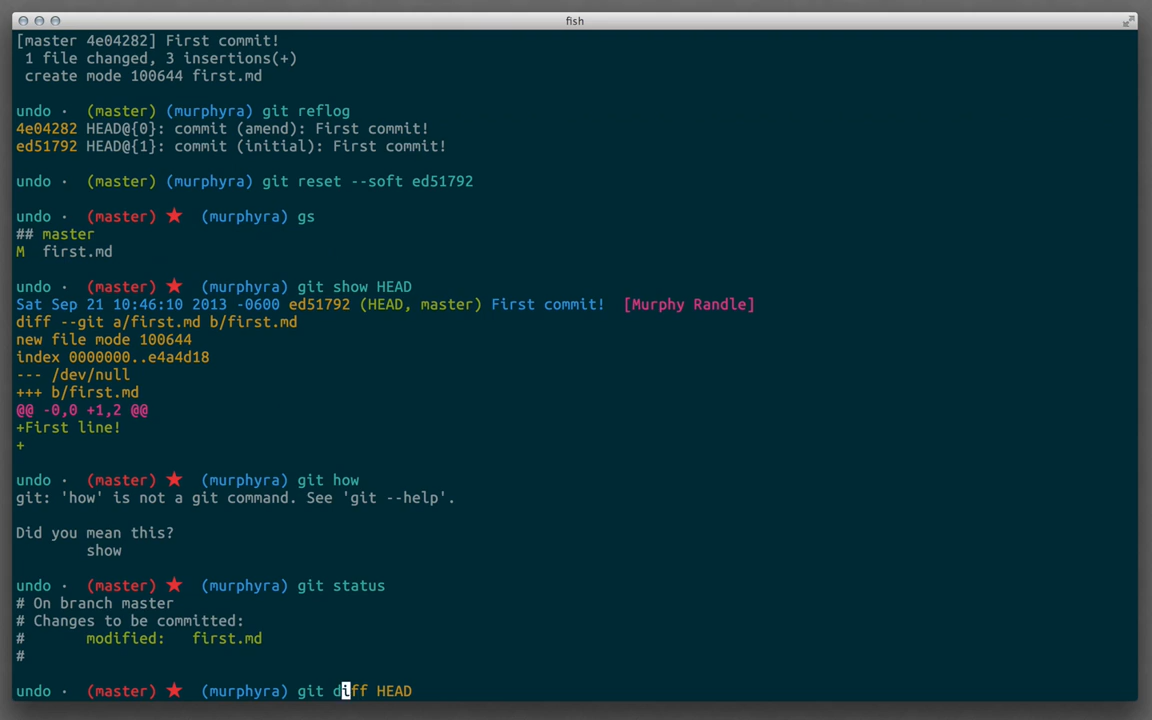 fish
[master 4e04282] First commit!
1 file changed, 3 insertions(+)
create mode 100644 first.md
undo · (master) (murphyra) git reflog
4e04282 HEAD@{0}: commit (amend): First commit!
ed51792 HEAD@{1}: commit (initial): First commit!
undo · (master) (murphyra) git reset --soft ed51792
undo · (master) ★ (murphyra) gs
## master
M first.md
undo · (master) ★ (murphyra) git show HEAD
Sat Sep 21 10:46:10 2013 -0600 ed51792 (HEAD, master) First commit! [Murphy Randle]
diff --git a/first.md b/first.md
new file mode 100644
index 0000000..e4a4d18
--- /dev/null
+++ b/first.md
@@ -0,0 +1,2 @@
+First line!
+
undo · (master) ★ (murphyra) git how
git: 'how' is not a git command. See 'git --help'.
Did you mean this?
show
undo · (master) ★ (murphyra) git status
# On branch master
# Changes to be committed:
# modified: first.md
#
undo · (master) ★ (murphyra) git diff HEAD